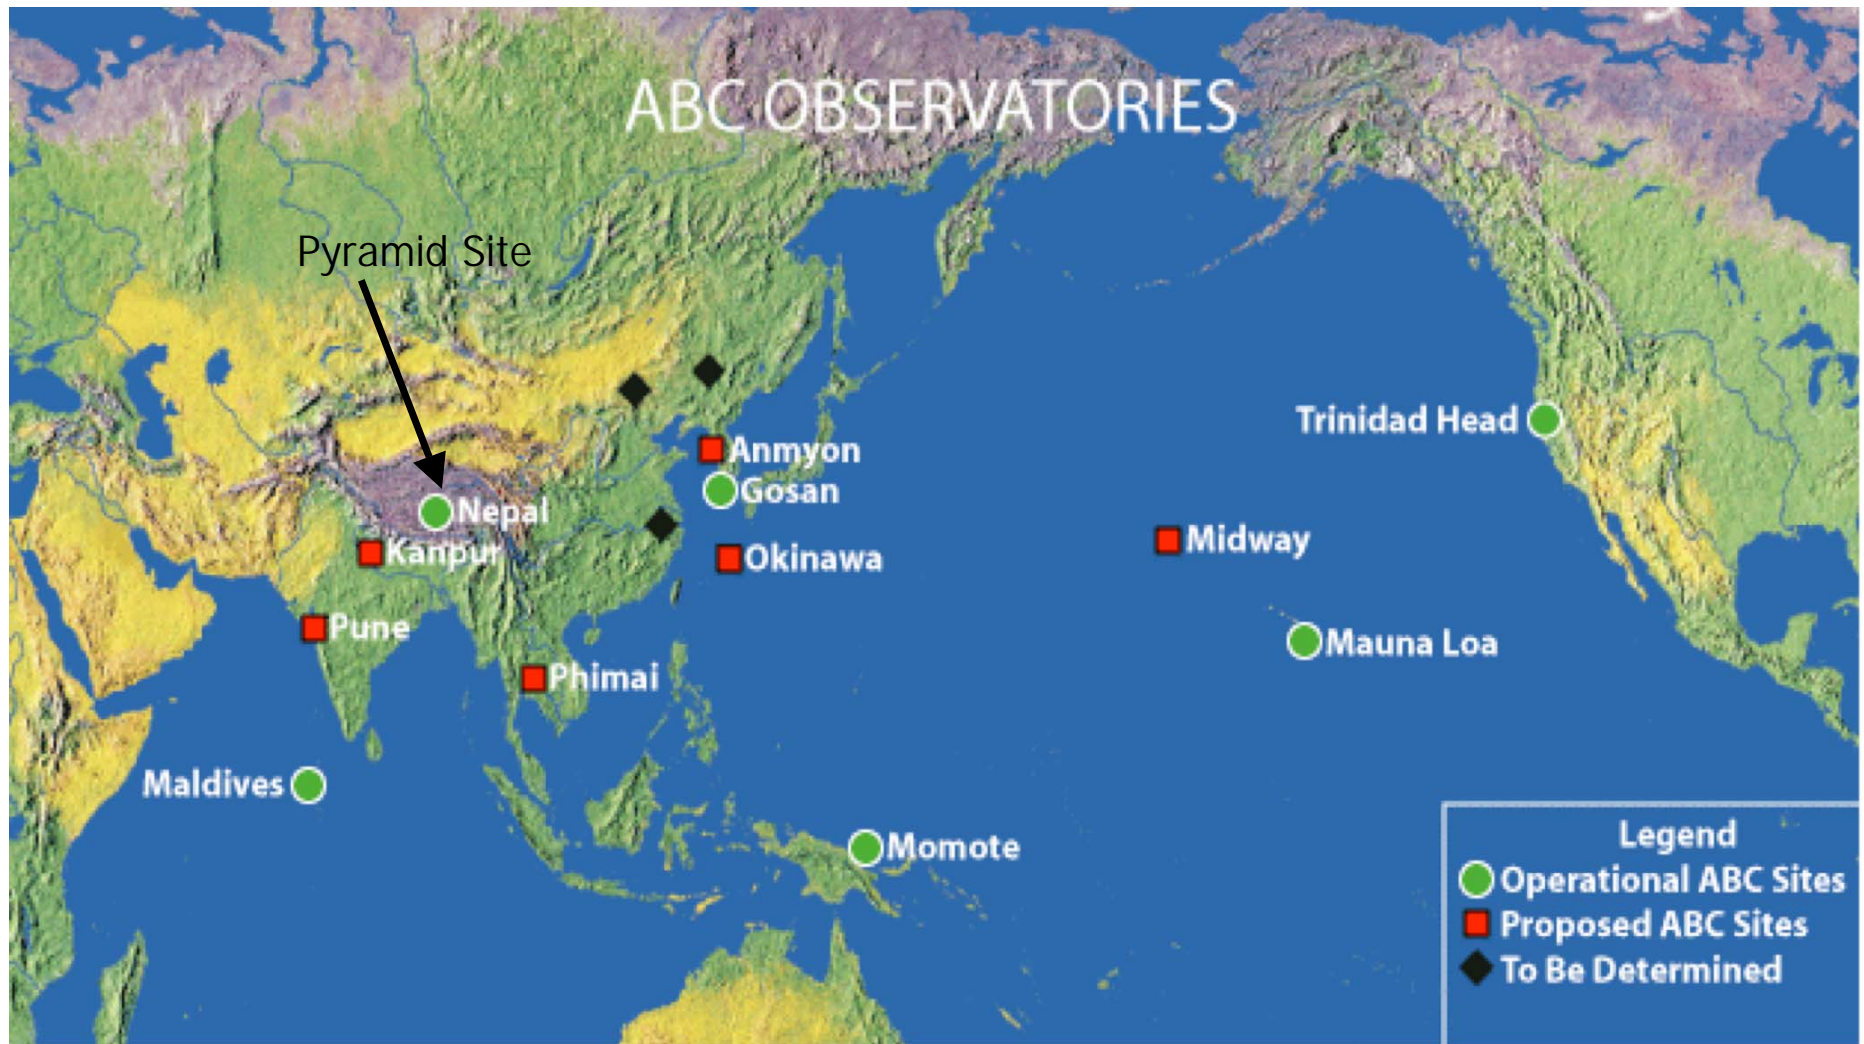 ABC OBSERVATORIES
Pyramid Site
Trinidad Head
Anmyon
Gosan
Nepal
Kanpur
Okinawa
Midway
Pune
Mauna Loa
Phimai
Maldives
Momote
Legend
Operational ABC Sites
Proposed ABC Sites
To Be Determined